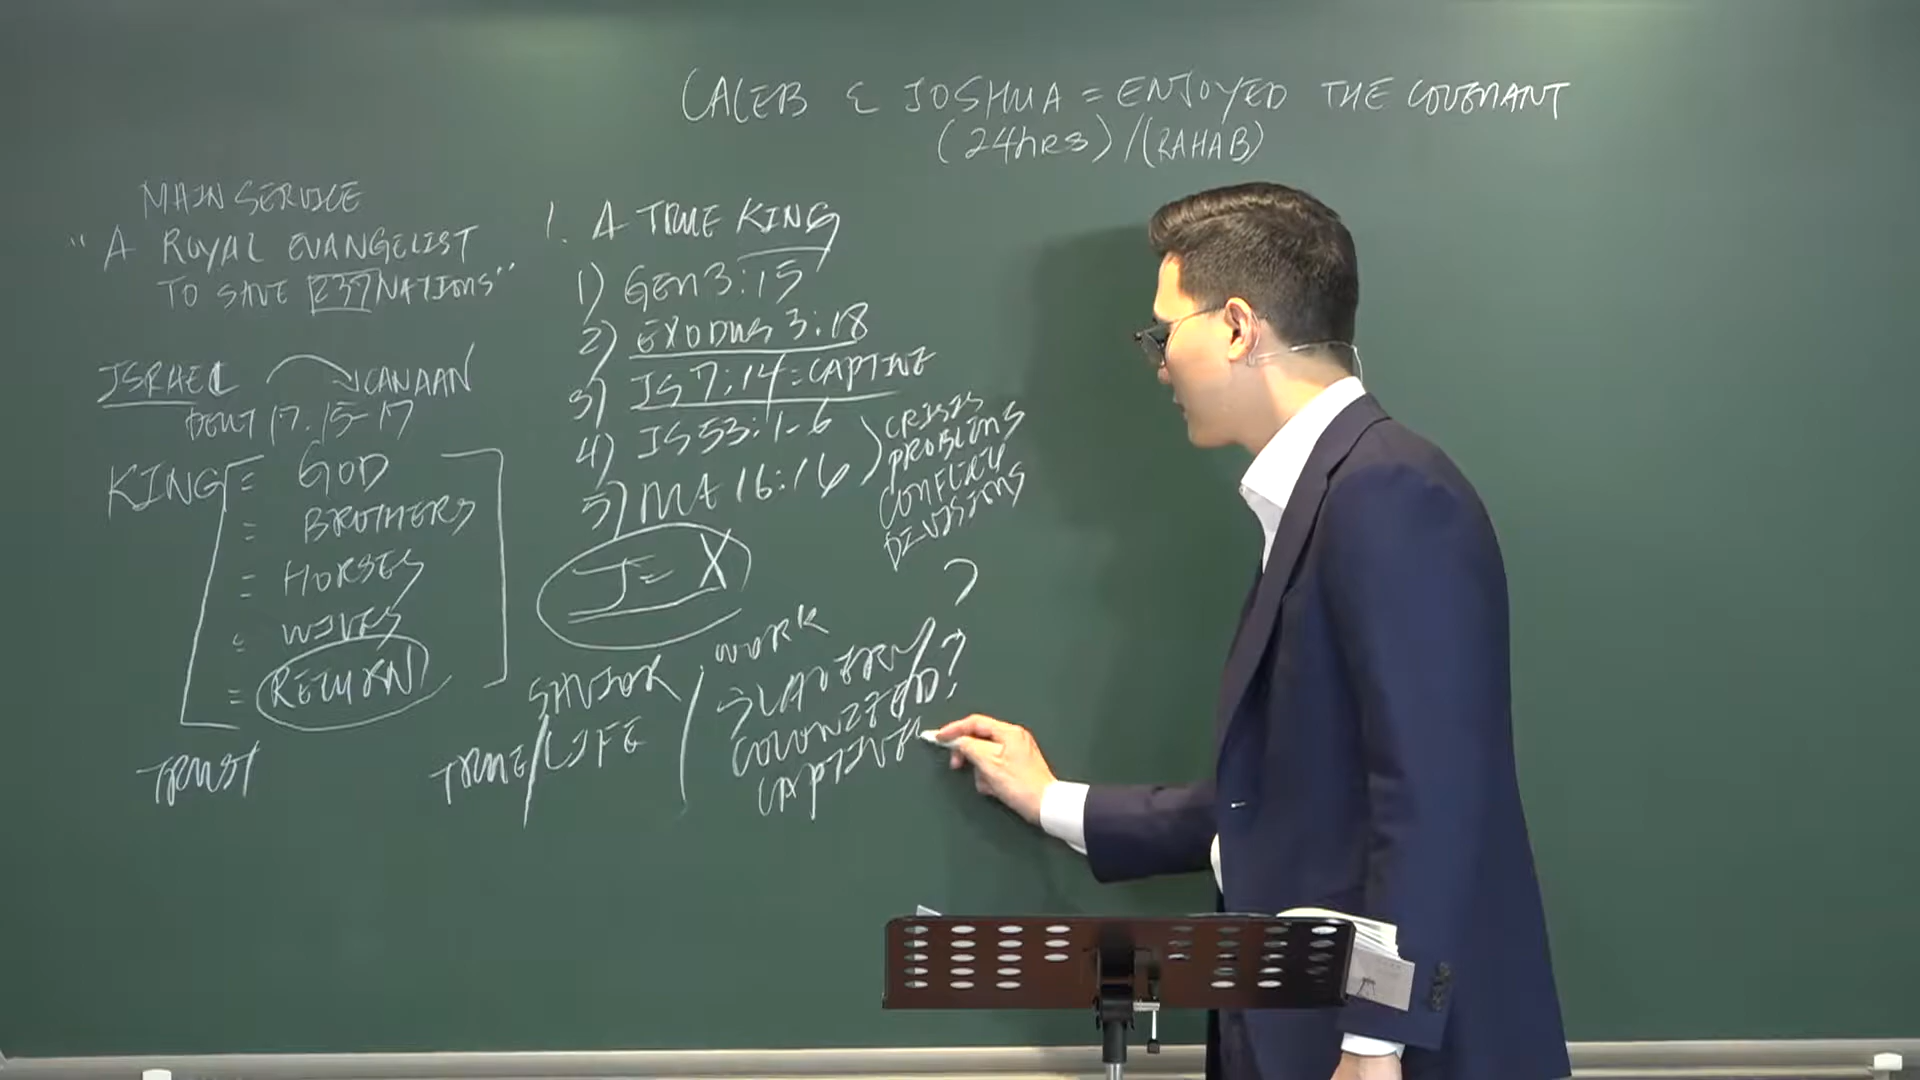 CALEB & JOSHUA = ENJOYED THE COVENANT
(24hrs) / (RAHAB)
MAIN SERVICE
"A ROYAL EVANGELIST
TO SAVE 237 NATIONS"
ISRAEL CANAAN
DEUT 17:15-17
KING = GOD
= BROTHERS
= HORSES
= WIVES
= RETURN
TRUST
1. A TRUE KING
1) GEN 3:15
2) EXODUS 3:18
3) IS 7:14 = CAPTIVE
4) IS 53:1-6
5) Mt 16:16
CRISIS
PROBLEMS
CONFLICT
DIVISIONS
?
J = X
SAVIOR / WORK
TRUE / LIFE
SLAVERY?
COLONIZED?
CAPTIVE